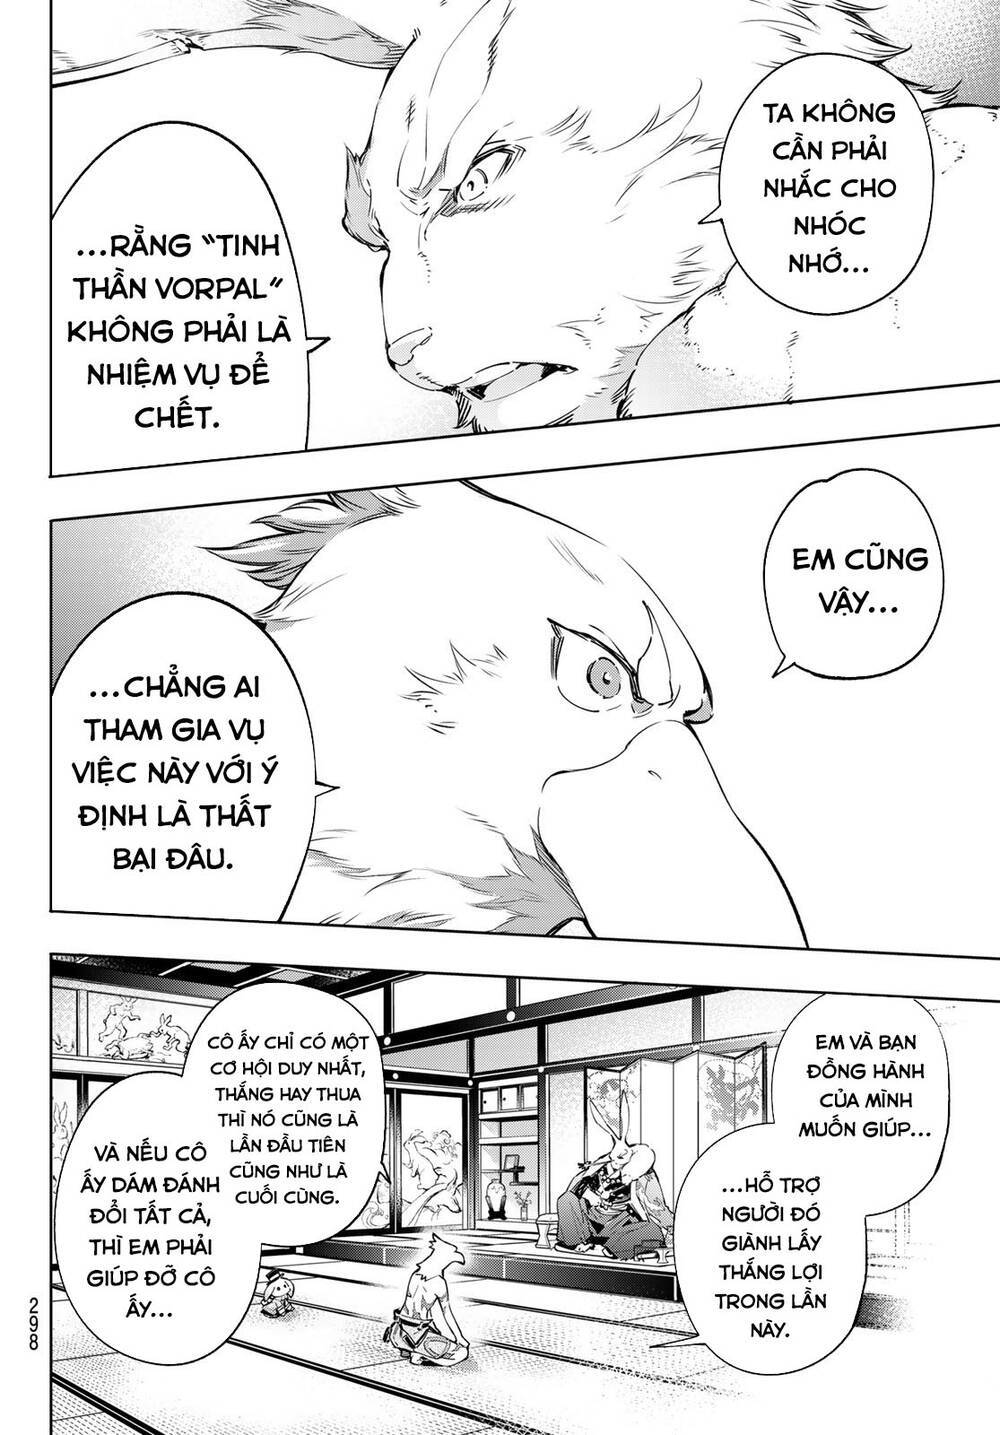 TA KHÔNG
CẦN PHẢI
NHẮC CHO
NHÓC
NHỚ...
...RẰNG “TINH
THẦN VORPAL”
KHÔNG PHẢI LÀ
NHIỆM VỤ ĐỂ
CHẾT.
EM CŨNG
VẬY...
...CHẲNG AI
THAM GIA VỤ
VIỆC NÀY VỚI Ý
ĐỊNH LÀ THẤT
BẠI ĐÂU.
EM VÀ BẠN
ĐỒNG HÀNH
CỦA MÌNH
MUỐN GIÚP...
...HỖ TRỢ
NGƯỜI ĐÓ
GIÀNH LẤY
THẮNG LỢI
TRONG LẦN
NÀY.
CÔ ẤY CHỈ CÓ MỘT
CƠ HỘI DUY NHẤT,
THẮNG HAY THUA
THÌ NÓ CŨNG LÀ
LẦN ĐẦU TIÊN
CŨNG NHƯ LÀ
CUỐI CÙNG.
VÀ NẾU CÔ
ẤY DÁM ĐÁNH
ĐỔI TẤT CẢ,
THÌ EM PHẢI
GIÚP ĐỠ CÔ
ẤY...
298